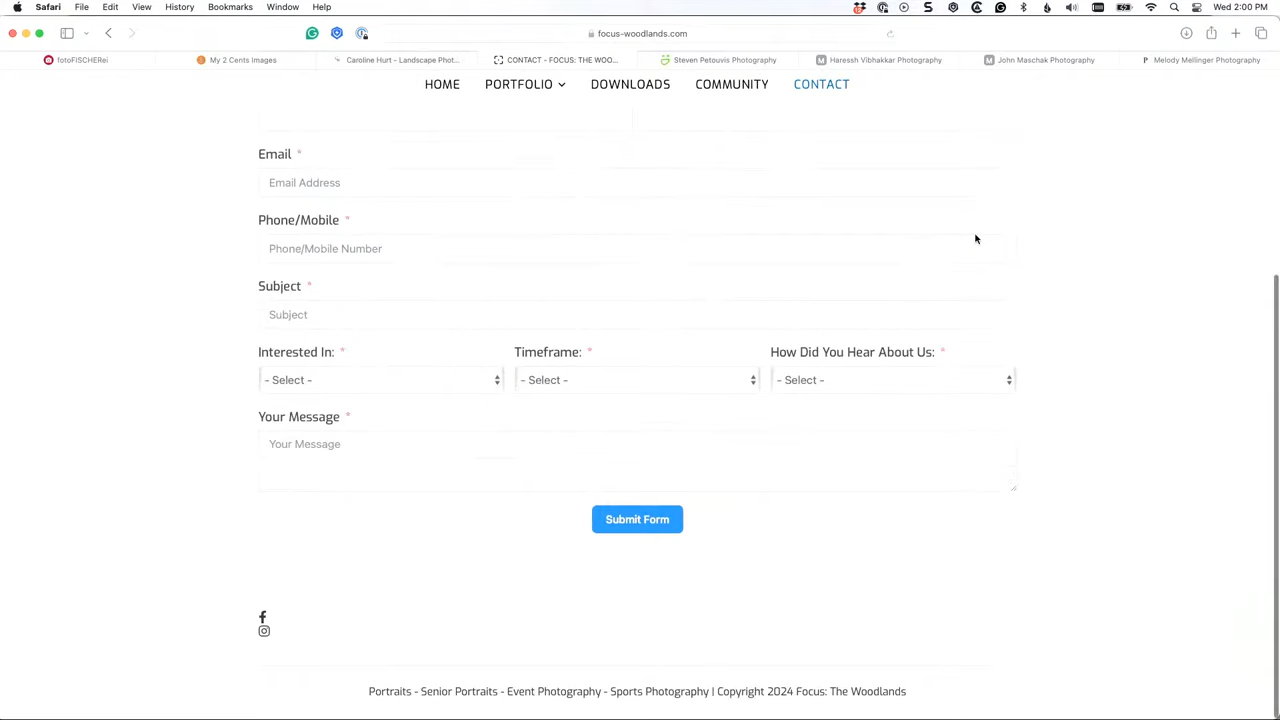 Safari File Edit View History Bookmarks Window Help Wed 2:00 PM
focus-woodlands.com
fotoFISCHERei My 2 Cents Images Caroline Hurt - Landscape Phot... CONTACT - FOCUS: THE WOO... Steven Petouvis Photography Haressh Vibhakkar Photography John Maschak Photography Melody Mellinger Photography
HOME PORTFOLIO DOWNLOADS COMMUNITY CONTACT
Email *
Email Address
Phone/Mobile *
Phone/Mobile Number
Subject *
Subject
Interested In: * Timeframe: * How Did You Hear About Us: *
- Select - - Select - - Select -
Your Message *
Your Message
Submit Form
Portraits - Senior Portraits - Event Photography - Sports Photography | Copyright 2024 Focus: The Woodlands